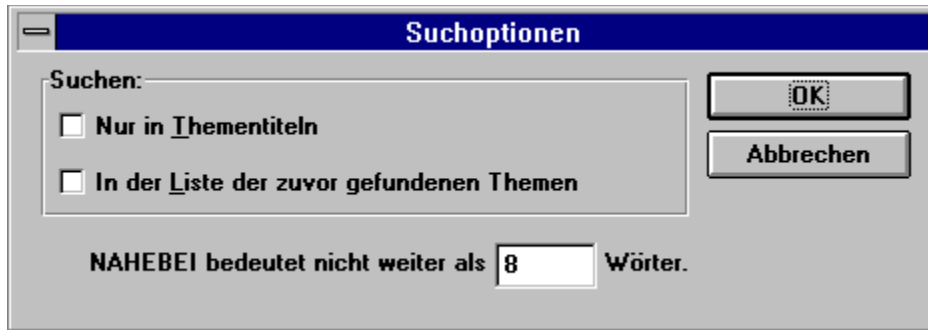 Suchoptionen
Suchen:
Nur in Thementiteln
In der Liste der zuvor gefundenen Themen
NAHEBEI bedeutet nicht weiter als 8 Wörter.
OK
Abbrechen